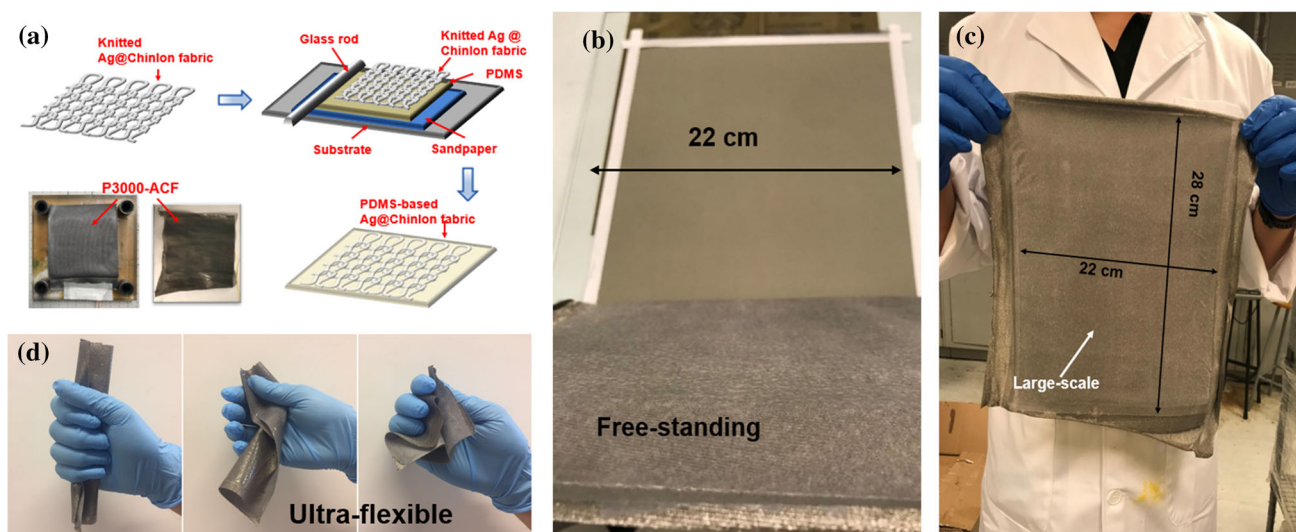 (a)
Knitted
Ag@Chinlon fabric
Glass rod
Knitted Ag @
Chinlon fabric
PDMS
Substrate
Sandpaper
P3000-ACF
PDMS-based
Ag@Chinlon fabric
(b)
22 cm
Free-standing
(c)
28 cm
22 cm
Large-scale
(d)
Ultra-flexible